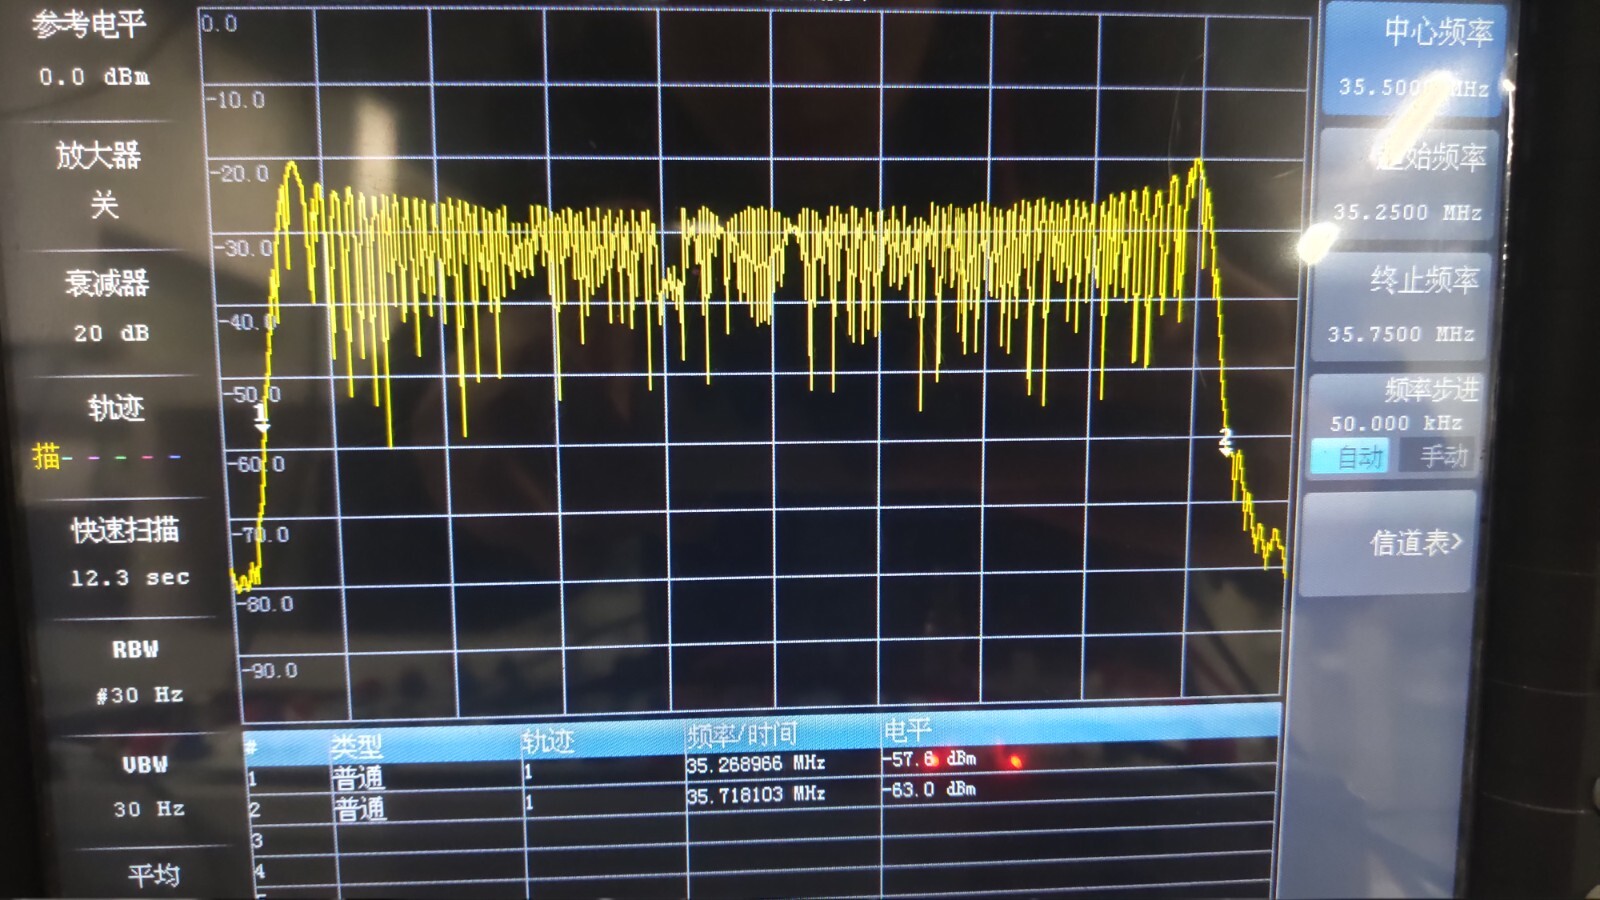 参考电平
0.0 dBm
放大器
关
衰减器
20 dB
轨迹
描
快速扫描
12.3 sec
RBW
#30 Hz
VBW
30 Hz
平均
0.0
-10.0
-20.0
-30.0
-40.0
-50.0
-60.0
-70.0
-80.0
-90.0
1
2
# 类型 轨迹 频率/时间 电平
1 普通 1 35.268966 MHz -57.6 dBm
2 普通 1 35.718103 MHz -63.0 dBm
3
4
中心频率
35.5000 MHz
起始频率
35.2500 MHz
终止频率
35.7500 MHz
频率步进
50.000 kHz
自动 手动
信道表>